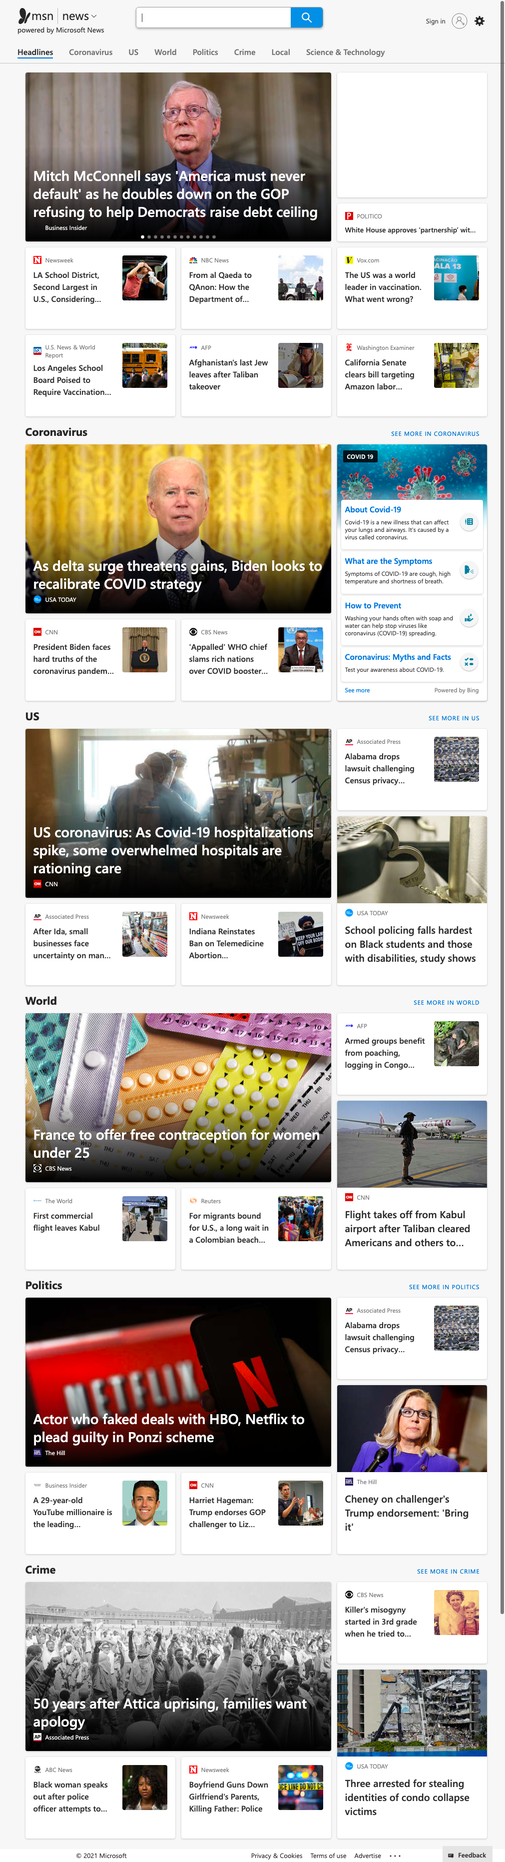 msn news
powered by Microsoft News
Sign in
Headlines Coronavirus US World Politics Crime Local Science & Technology
Mitch McConnell says 'America must never
default' as he doubles down on the GOP
refusing to help Democrats raise debt ceiling
Business Insider
POLITICO
White House approves 'partnership' wit...
Newsweek
LA School District,
Second Largest in
U.S., Considering...
NBC News
From al Qaeda to
QAnon: How the
Department of...
Vox.com
The US was a world
leader in vaccination.
What went wrong?
U.S. News & World
Report
Los Angeles School
Board Poised to
Require Vaccination...
AFP
Afghanistan's last Jew
leaves after Taliban
takeover
Washington Examiner
California Senate
clears bill targeting
Amazon labor...
Coronavirus
SEE MORE IN CORONAVIRUS
As delta surge threatens gains, Biden looks to
recalibrate COVID strategy
USA TODAY
COVID 19
About Covid-19
Covid-19 is a new illness that can affect
your lungs and airways. It's caused by a
virus called coronavirus.
What are the Symptoms
Symptoms of COVID-19 are cough, high
temperature and shortness of breath.
How to Prevent
Washing your hands often with soap and
water can help stop viruses like
coronavirus (COVID-19) spreading.
Coronavirus: Myths and Facts
Test your awareness about COVID-19.
See more
Powered by Bing
CNN
President Biden faces
hard truths of the
coronavirus pandem...
CBS News
'Appalled' WHO chief
slams rich nations
over COVID booster...
US
SEE MORE IN US
US coronavirus: As Covid-19 hospitalizations
spike, some overwhelmed hospitals are
rationing care
CNN
AP Associated Press
Alabama drops
lawsuit challenging
Census privacy...
USA TODAY
School policing falls hardest
on Black students and those
with disabilities, study shows
AP Associated Press
After Ida, small
businesses face
uncertainty on man...
Newsweek
Indiana Reinstates
Ban on Telemedicine
Abortion...
World
SEE MORE IN WORLD
France to offer free contraception for women
under 25
CBS News
AFP
Armed groups benefit
from poaching,
logging in Congo...
CNN
Flight takes off from Kabul
airport after Taliban cleared
Americans and others to...
The World
First commercial
flight leaves Kabul
Reuters
For migrants bound
for U.S., a long wait in
a Colombian beach...
Politics
SEE MORE IN POLITICS
NETFLIX
Actor who faked deals with HBO, Netflix to
plead guilty in Ponzi scheme
The Hill
AP Associated Press
Alabama drops
lawsuit challenging
Census privacy...
The Hill
Cheney on challenger's
Trump endorsement: 'Bring
it'
Business Insider
A 29-year-old
YouTube millionaire is
the leading...
CNN
Harriet Hageman:
Trump endorses GOP
challenger to Liz...
Crime
SEE MORE IN CRIME
50 years after Attica uprising, families want
apology
AP Associated Press
CBS News
Killer's misogyny
started in 3rd grade
when he tried to...
USA TODAY
Three arrested for stealing
identities of condo collapse
victims
ABC News
Black woman speaks
out after police
officer attempts to...
Newsweek
Boyfriend Guns Down
Girlfriend's Parents,
Killing Father: Police
© 2021 Microsoft
Privacy & Cookies Terms of use Advertise ...
Feedback